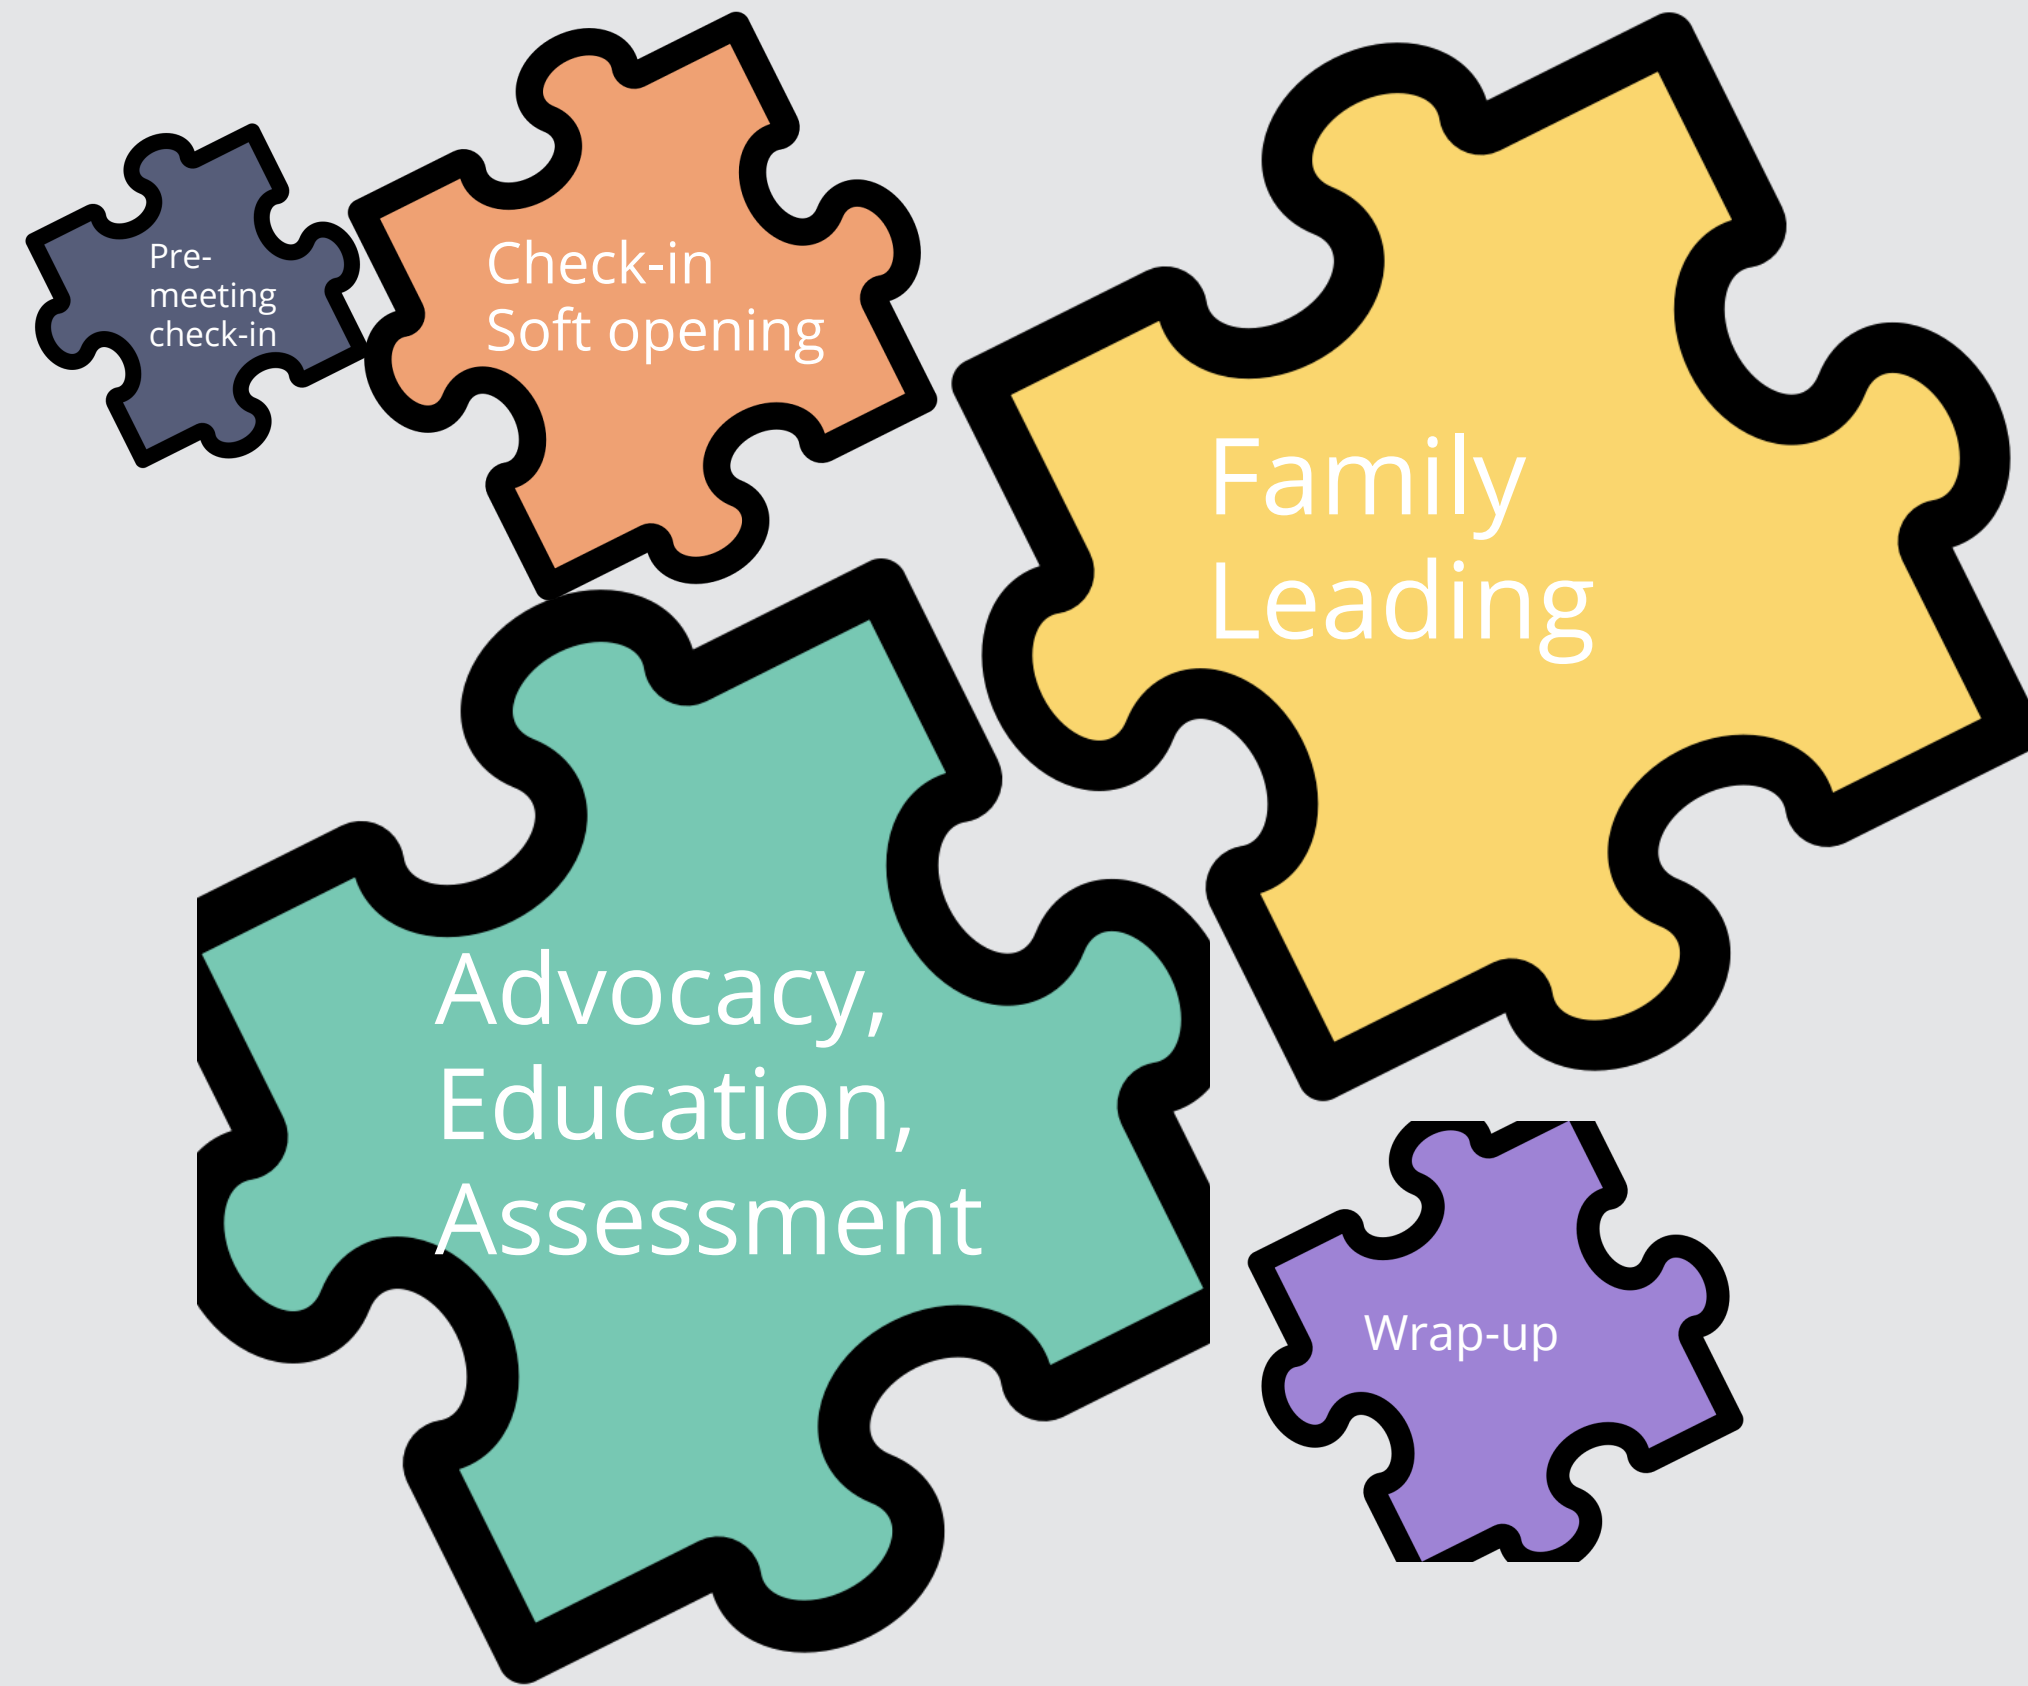 Pre-
meeting
check-in
Check-in
Soft opening
Family
Leading
Advocacy,
Education,
Assessment
Wrap-up